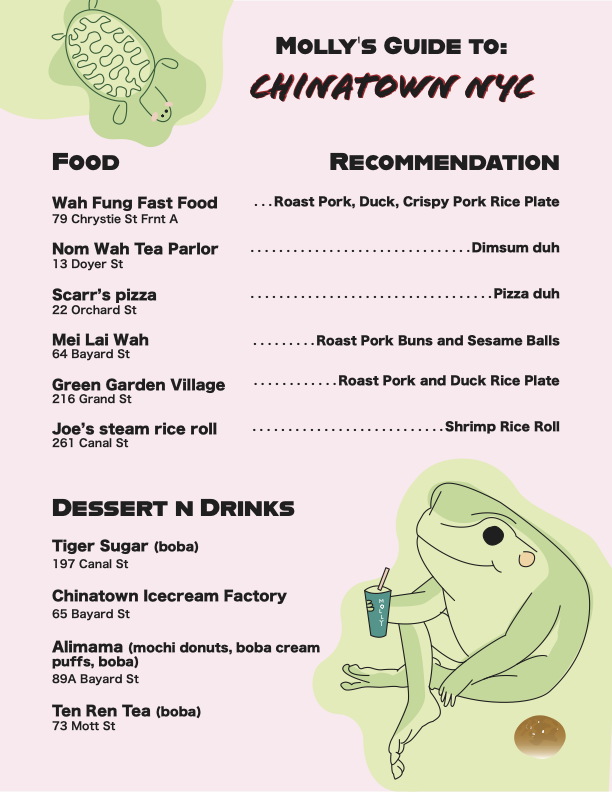 Molly's Guide to:
Chinatown NYC
Food
Recommendation
Wah Fung Fast Food ...Roast Pork, Duck, Crispy Pork Rice Plate
79 Chrystie St Frnt A
Nom Wah Tea Parlor ..............................Dimsum duh
13 Doyer St
Scarr's pizza .................................Pizza duh
22 Orchard St
Mei Lai Wah .........Roast Pork Buns and Sesame Balls
64 Bayard St
Green Garden Village ............Roast Pork and Duck Rice Plate
216 Grand St
Joe's steam rice roll ..........................Shrimp Rice Roll
261 Canal St
Dessert n Drinks
Tiger Sugar (boba)
197 Canal St
Chinatown Icecream Factory
65 Bayard St
Alimama (mochi donuts, boba cream
puffs, boba)
89A Bayard St
Ten Ren Tea (boba)
73 Mott St
MOLLY